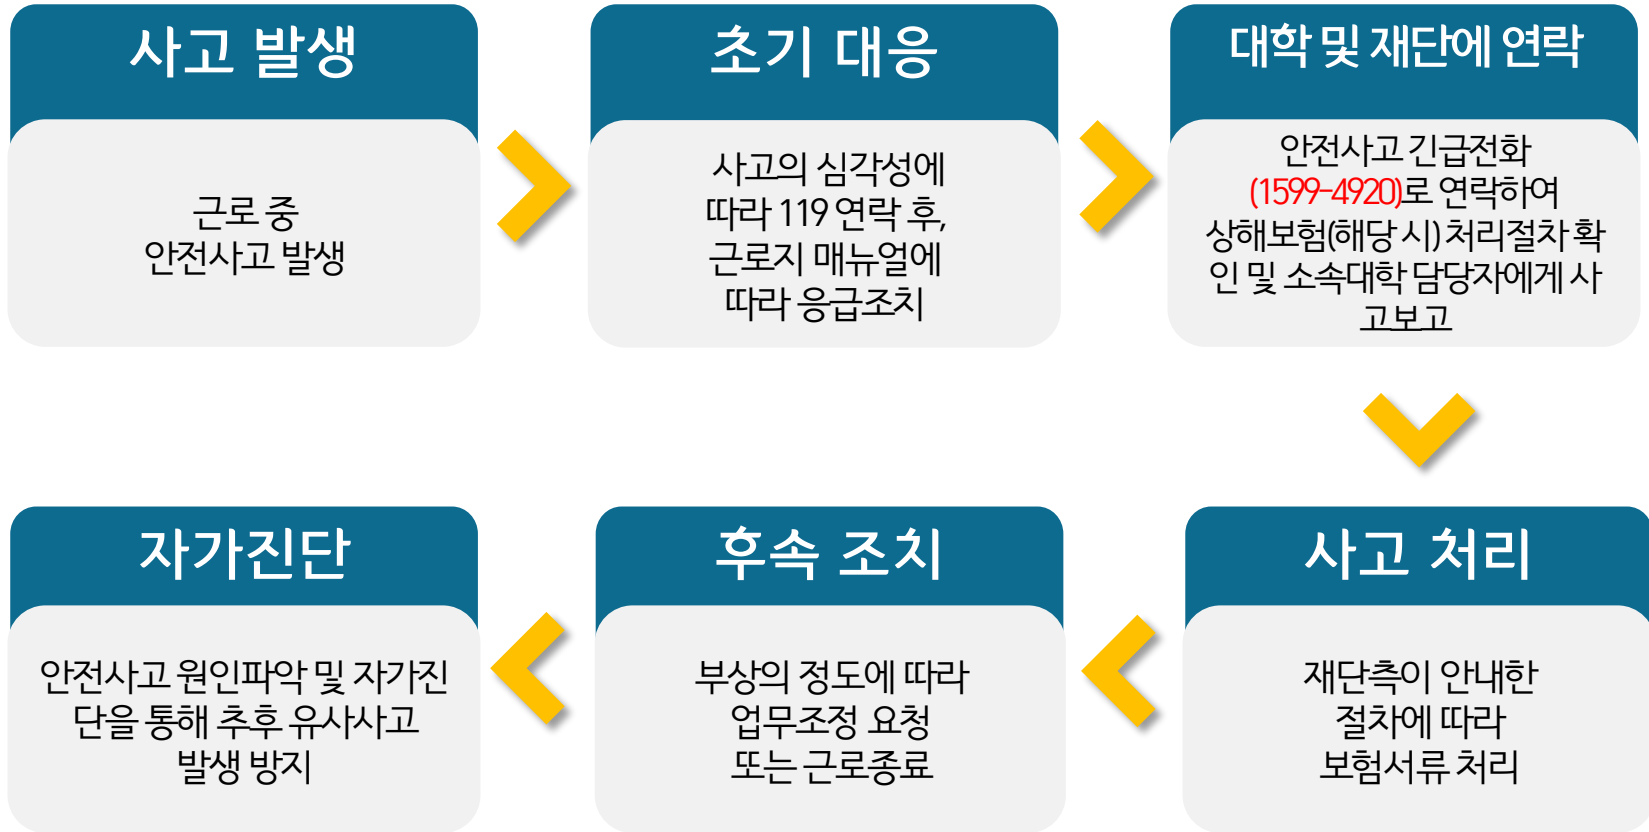 사고 발생
근로 중
안전사고 발생
초기 대응
사고의 심각성에
따라 119 연락 후,
근로지 매뉴얼에
따라 응급조치
대학 및 재단에 연락
안전사고 긴급전화
(1599-4920)로 연락하여
상해보험(해당 시) 처리절차 확
인 및 소속대학 담당자에게 사
고보고
사고 처리
재단측이 안내한
절차에 따라
보험서류 처리
후속 조치
부상의 정도에 따라
업무조정 요청
또는 근로종료
자가진단
안전사고 원인파악 및 자가진
단을 통해 추후 유사사고
발생 방지